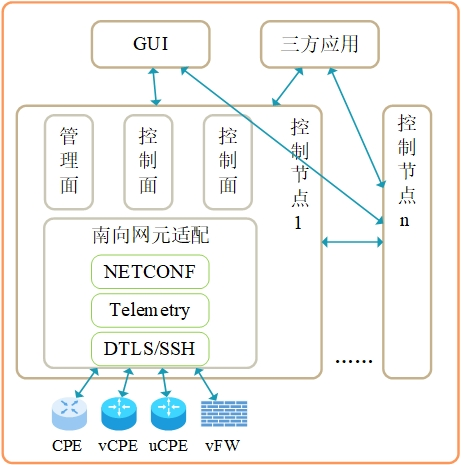 GUI
三方应用
管理面
控制面
控制面
控制节点1
控制节点n
南向网元适配
NETCONF
Telemetry
DTLS/SSH
……
CPE
vCPE
uCPE
vFW